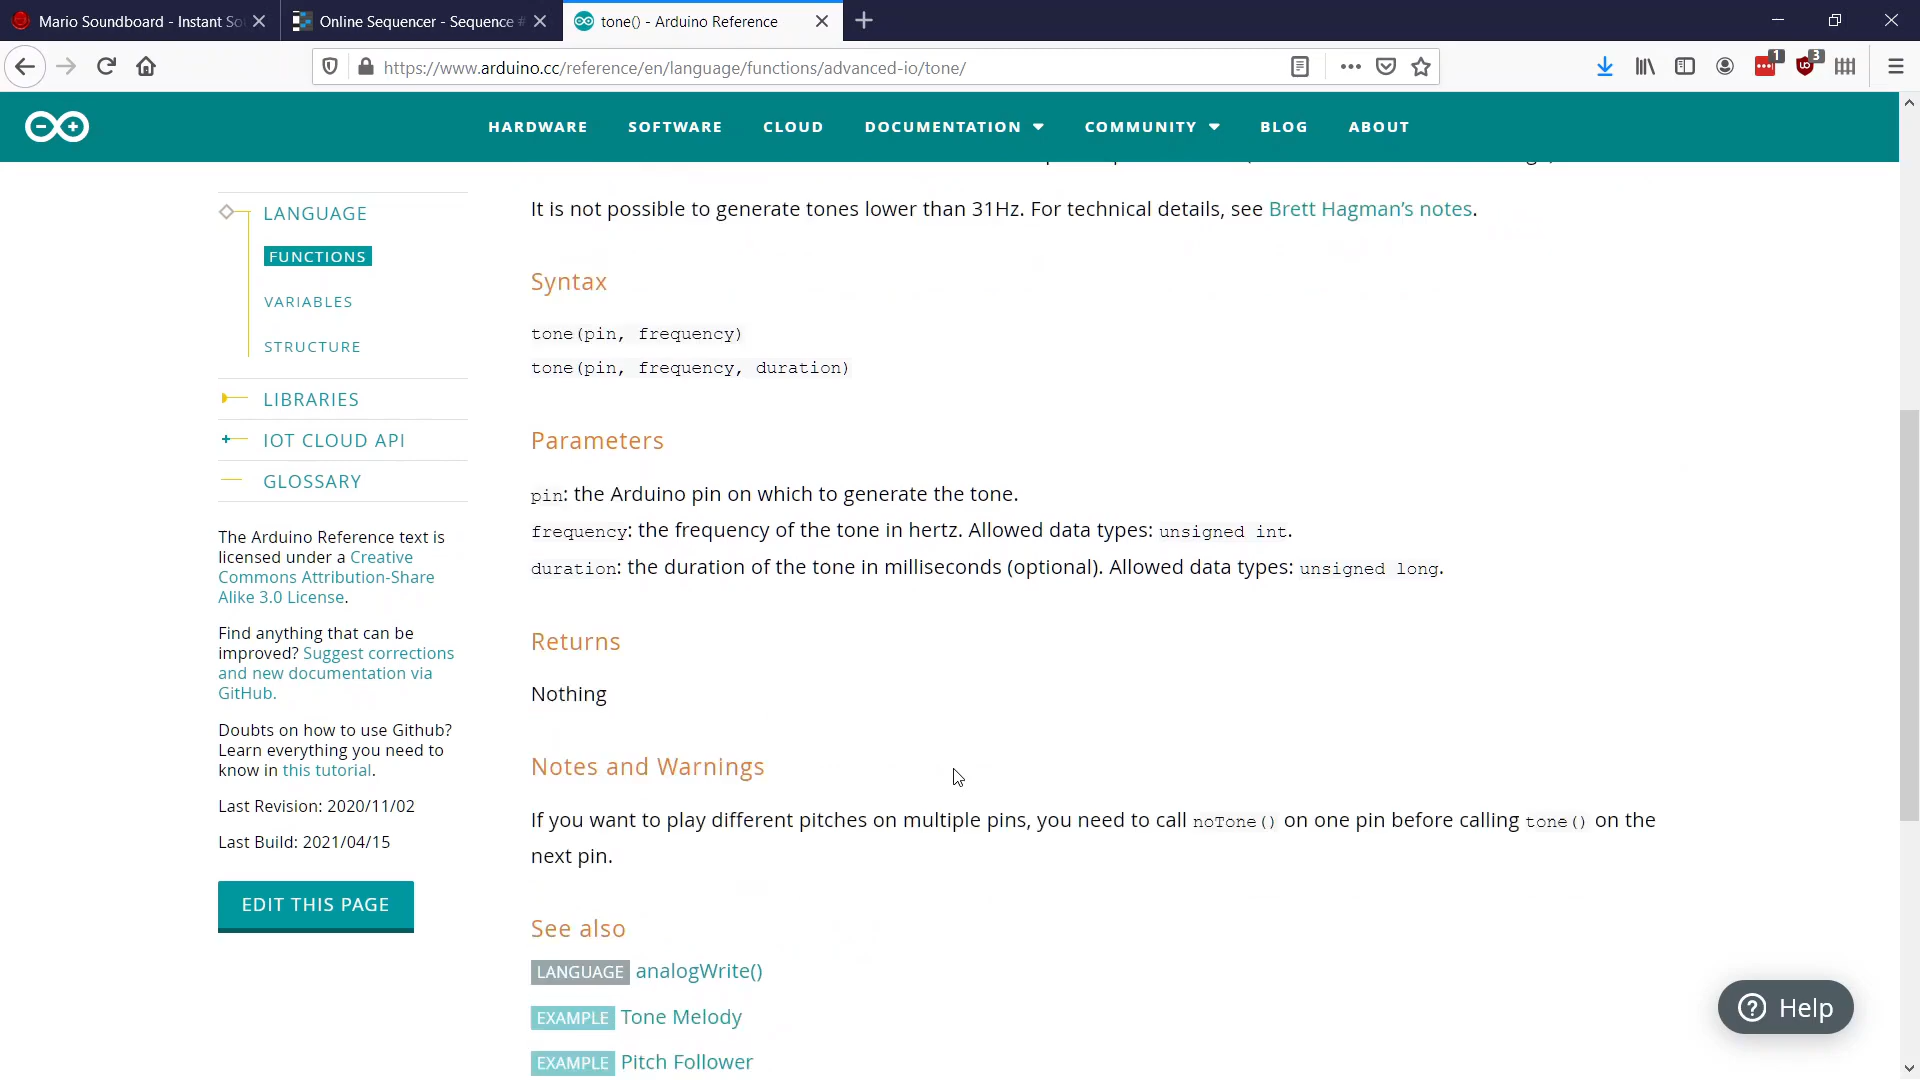 Mario Soundboard - Instant So
Online Sequencer - Sequence #
tone() - Arduino Reference
https://www.arduino.cc/reference/en/language/functions/advanced-io/tone/
1
3
HARDWARE
SOFTWARE
CLOUD
DOCUMENTATION
COMMUNITY
BLOG
ABOUT
LANGUAGE
FUNCTIONS
VARIABLES
STRUCTURE
LIBRARIES
IOT CLOUD API
GLOSSARY
The Arduino Reference text is
licensed under a Creative
Commons Attribution-Share
Alike 3.0 License.
Find anything that can be
improved? Suggest corrections
and new documentation via
GitHub.
Doubts on how to use Github?
Learn everything you need to
know in this tutorial.
Last Revision: 2020/11/02
Last Build: 2021/04/15
EDIT THIS PAGE
It is not possible to generate tones lower than 31Hz. For technical details, see Brett Hagman's notes.
Syntax
tone(pin, frequency)
tone(pin, frequency, duration)
Parameters
pin: the Arduino pin on which to generate the tone.
frequency: the frequency of the tone in hertz. Allowed data types: unsigned int.
duration: the duration of the tone in milliseconds (optional). Allowed data types: unsigned long.
Returns
Nothing
Notes and Warnings
If you want to play different pitches on multiple pins, you need to call noTone() on one pin before calling tone() on the
next pin.
See also
LANGUAGE analogWrite()
EXAMPLE Tone Melody
EXAMPLE Pitch Follower
Help